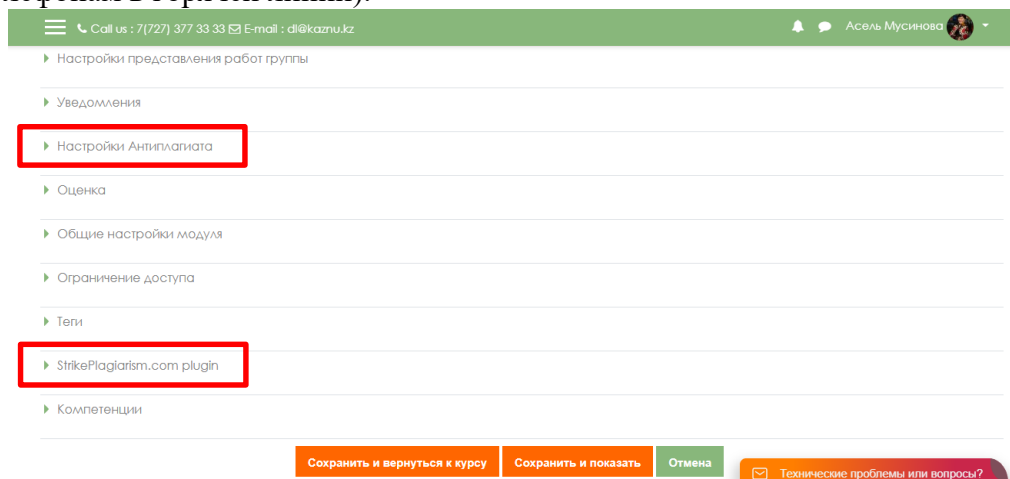 Call us : 7(727) 377 33 33 E-mail : dl@kaznu.kz
Асель Мусинова
Настройки представления работ группы
Уведомления
Настройки Антиплагиата
Оценка
Общие настройки модуля
Ограничение доступа
Теги
StrikePlagiarism.com plugin
Компетенции
Сохранить и вернуться к курсу Сохранить и показать Отмена
Технические проблемы или вопросы?